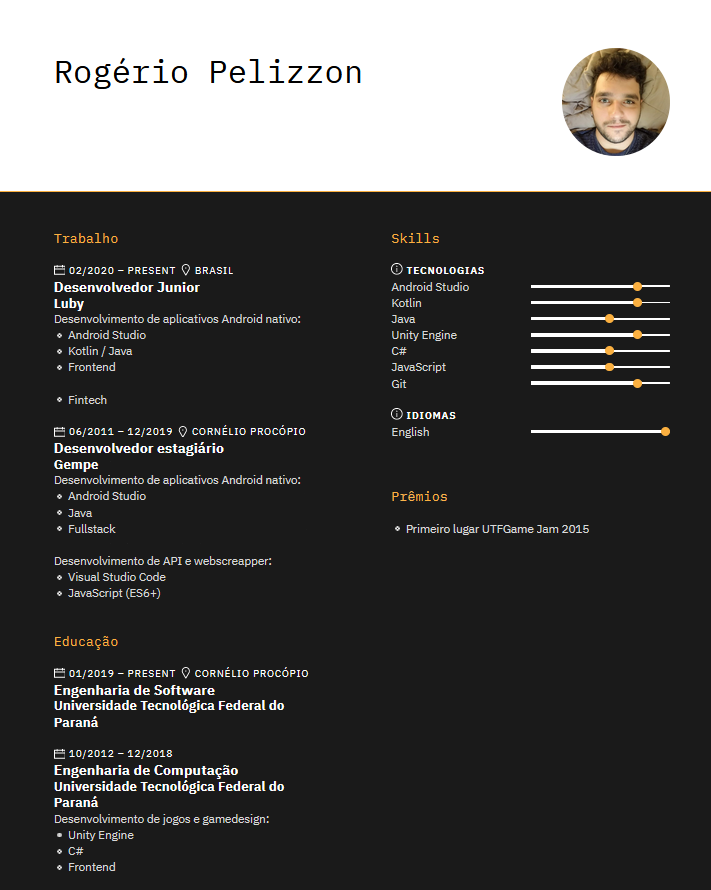 Rogério Pelizzon
Trabalho
02/2020 – PRESENT BRASIL
Desenvolvedor Junior
Luby
Desenvolvimento de aplicativos Android nativo:
Android Studio
Kotlin / Java
Frontend
Fintech
06/2011 – 12/2019 CORNÉLIO PROCÓPIO
Desenvolvedor estagiário
Gempe
Desenvolvimento de aplicativos Android nativo:
Android Studio
Java
Fullstack
Desenvolvimento de API e webscreapper:
Visual Studio Code
JavaScript (ES6+)
Educação
01/2019 – PRESENT CORNÉLIO PROCÓPIO
Engenharia de Software
Universidade Tecnológica Federal do
Paraná
10/2012 – 12/2018
Engenharia de Computação
Universidade Tecnológica Federal do
Paraná
Desenvolvimento de jogos e gamedesign:
Unity Engine
C#
Frontend
Skills
TECNOLOGIAS
Android Studio
Kotlin
Java
Unity Engine
C#
JavaScript
Git
IDIOMAS
English
Prêmios
Primeiro lugar UTFGame Jam 2015